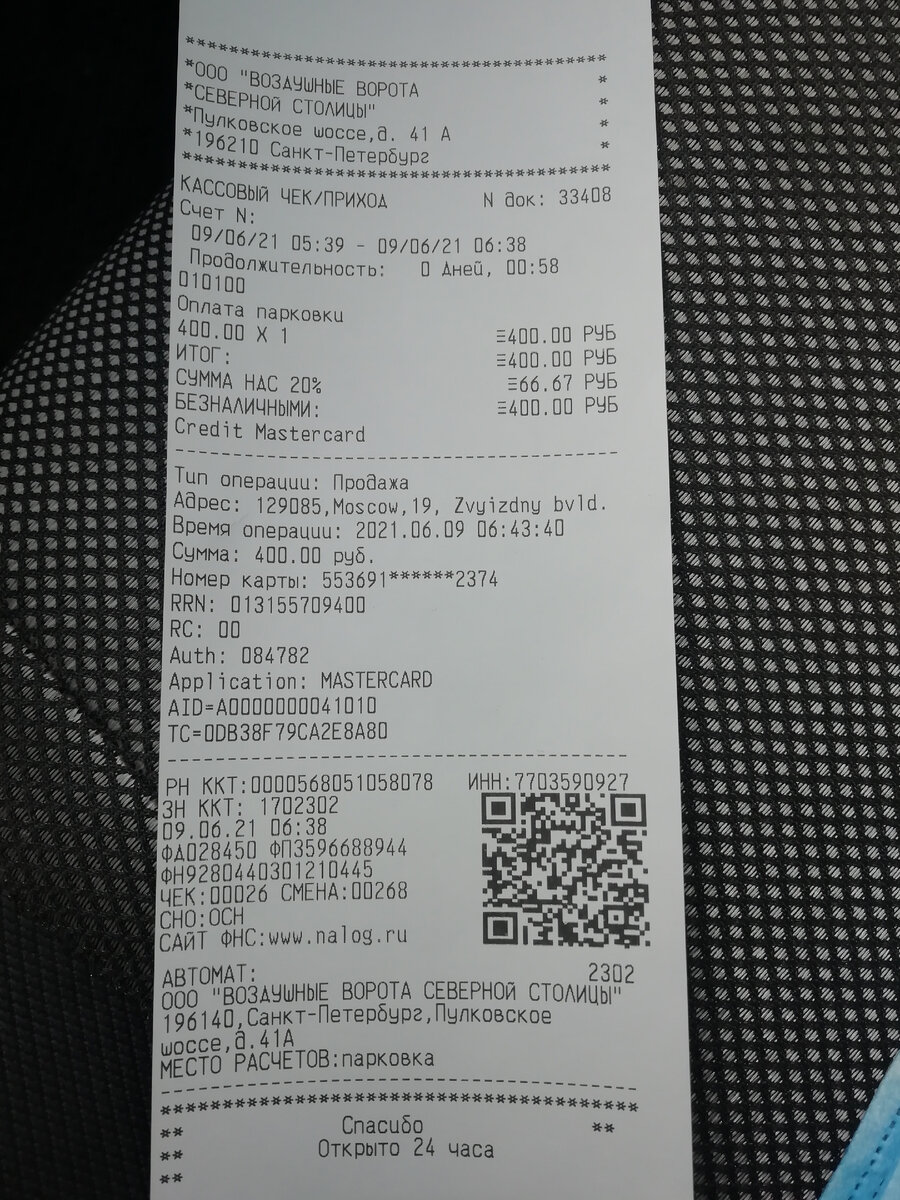 ****************************************
*ООО "ВОЗДУШНЫЕ ВОРОТА *
*СЕВЕРНОЙ СТОЛИЦЫ" *
*Пулковское шоссе,д. 41 А *
*196210 Санкт-Петербург *
****************************************
КАССОВЫЙ ЧЕК/ПРИХОД N док: 33408
Счет N:
09/06/21 05:39 - 09/06/21 06:38
Продолжительность: 0 Дней, 00:58
010100
Оплата парковки
400.00 X 1 ≡400.00 РУБ
ИТОГ: ≡400.00 РУБ
СУММА НДС 20% ≡66.67 РУБ
БЕЗНАЛИЧНЫМИ: ≡400.00 РУБ
Credit Mastercard
----------------------------------------
Тип операции: Продажа
Адрес: 129085,Moscow,19, Zvyizdny bvld.
Время операции: 2021.06.09 06:43:40
Сумма: 400.00 руб.
Номер карты: 553691******2374
RRN: 013155709400
RC: 00
Auth: 084782
Application: MASTERCARD
AID=A0000000041010
TC=0DB38F79CA2E8A80
----------------------------------------
РН ККТ:0000568051058078 ИНН:7703590927
ЗН ККТ: 1702302
09.06.21 06:38
ФД028450 ФП3596688944
ФН9280440301210445
ЧЕК:00026 СМЕНА:00268
СНО:ОСН
САЙТ ФНС:www.nalog.ru
АВТОМАТ: 2302
ООО "ВОЗДУШНЫЕ ВОРОТА СЕВЕРНОЙ СТОЛИЦЫ"
196140,Санкт-Петербург,Пулковское
шоссе,д.41А
МЕСТО РАСЧЕТОВ:парковка
----------------------------------------
****************************************
** Спасибо **
** Открыто 24 часа
**